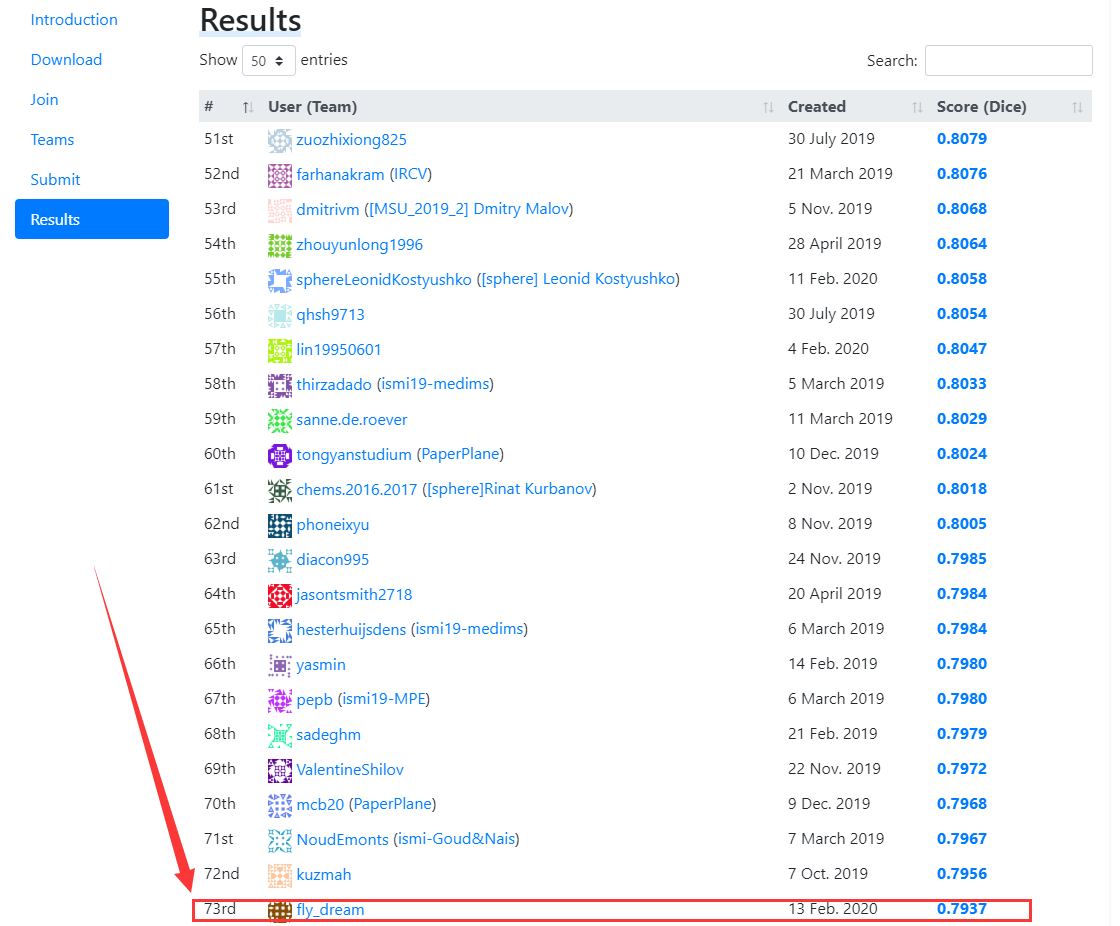 Introduction
Download
Join
Teams
Submit
Results
Results
Show 50 entries
Search:
# User (Team) Created Score (Dice)
51st zuozhixiong825 30 July 2019 0.8079
52nd farhanakram (IRCV) 21 March 2019 0.8076
53rd dmitrivm ([MSU_2019_2] Dmitry Malov) 5 Nov. 2019 0.8068
54th zhouyunlong1996 28 April 2019 0.8064
55th sphereLeonidKostyushko ([sphere] Leonid Kostyushko) 11 Feb. 2020 0.8058
56th qhsh9713 30 July 2019 0.8054
57th lin19950601 4 Feb. 2020 0.8047
58th thirzadado (ismi19-medims) 5 March 2019 0.8033
59th sanne.de.roever 11 March 2019 0.8029
60th tongyanstudium (PaperPlane) 10 Dec. 2019 0.8024
61st chems.2016.2017 ([sphere]Rinat Kurbanov) 2 Nov. 2019 0.8018
62nd phoneixyu 8 Nov. 2019 0.8005
63rd diacon995 24 Nov. 2019 0.7985
64th jasontsmith2718 20 April 2019 0.7984
65th hesterhuijsdens (ismi19-medims) 6 March 2019 0.7984
66th yasmin 14 Feb. 2019 0.7980
67th pepb (ismi19-MPE) 6 March 2019 0.7980
68th sadeghm 21 Feb. 2019 0.7979
69th ValentineShilov 22 Nov. 2019 0.7972
70th mcb20 (PaperPlane) 9 Dec. 2019 0.7968
71st NoudEmonts (ismi-Goud&Nais) 7 March 2019 0.7967
72nd kuzmah 7 Oct. 2019 0.7956
73rd fly_dream 13 Feb. 2020 0.7937